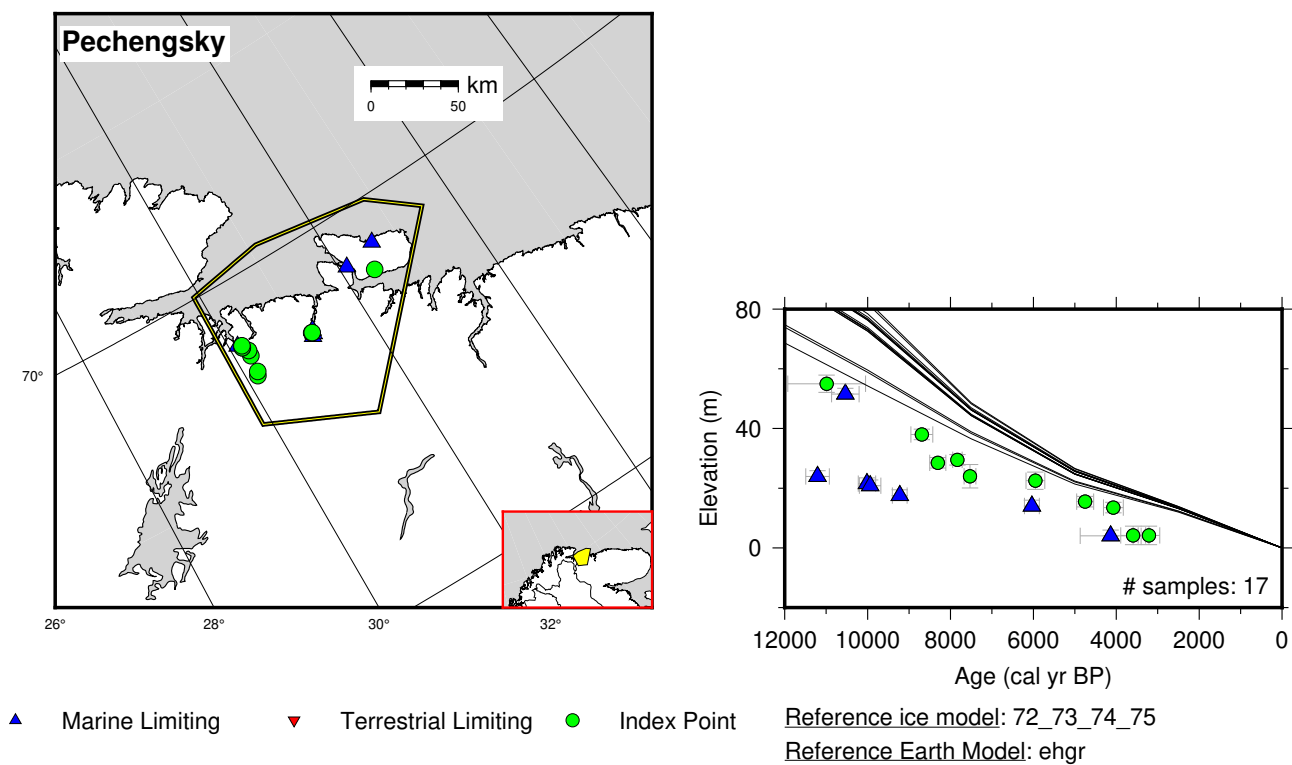 Pechengsky
km
0 50
70°
26° 28° 30° 32°
80
40
0
Elevation (m)
# samples: 17
12000 10000 8000 6000 4000 2000 0
Age (cal yr BP)
Marine Limiting Terrestrial Limiting Index Point
Reference ice model: 72_73_74_75
Reference Earth Model: ehgr